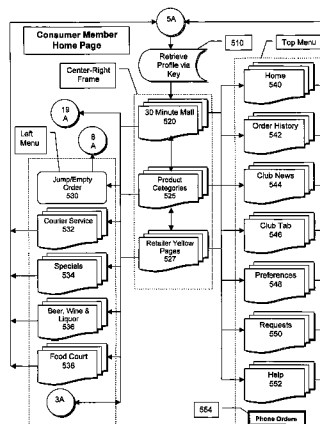 5A
Consumer Member
Home Page
510
Top Menu
Retrieve
Profile via
Key
Center-Right
Frame
Home
540
19
A
30 Minute Mall
520
Order History
542
Left
Menu
8
A
Jump/Empty
Order
530
Product
Categories
525
Club News
544
Courier Service
532
Club Tab
546
Retailer Yellow
Pages
527
Specials
534
Preferences
548
Beer, Wine &
Liquor
536
Requests
550
Food Court
538
Help
552
3A
554
Phone Orders